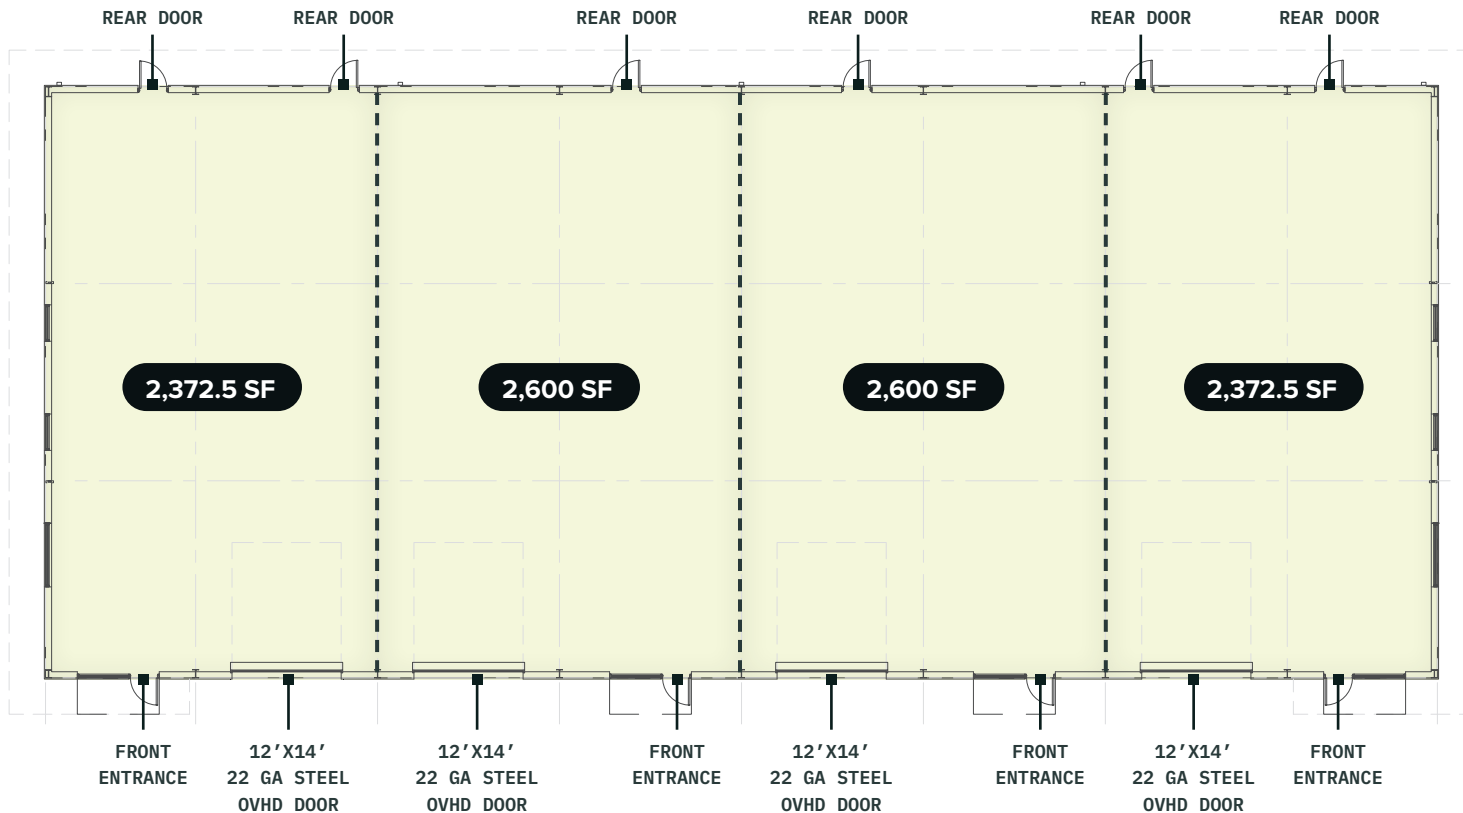 REAR DOOR
REAR DOOR
REAR DOOR
REAR DOOR
REAR DOOR
REAR DOOR
2,372.5 SF
2,600 SF
2,600 SF
2,372.5 SF
FRONT
ENTRANCE
12’X14’
22 GA STEEL
OVHD DOOR
12’X14’
22 GA STEEL
OVHD DOOR
FRONT
ENTRANCE
12’X14’
22 GA STEEL
OVHD DOOR
FRONT
ENTRANCE
12’X14’
22 GA STEEL
OVHD DOOR
FRONT
ENTRANCE